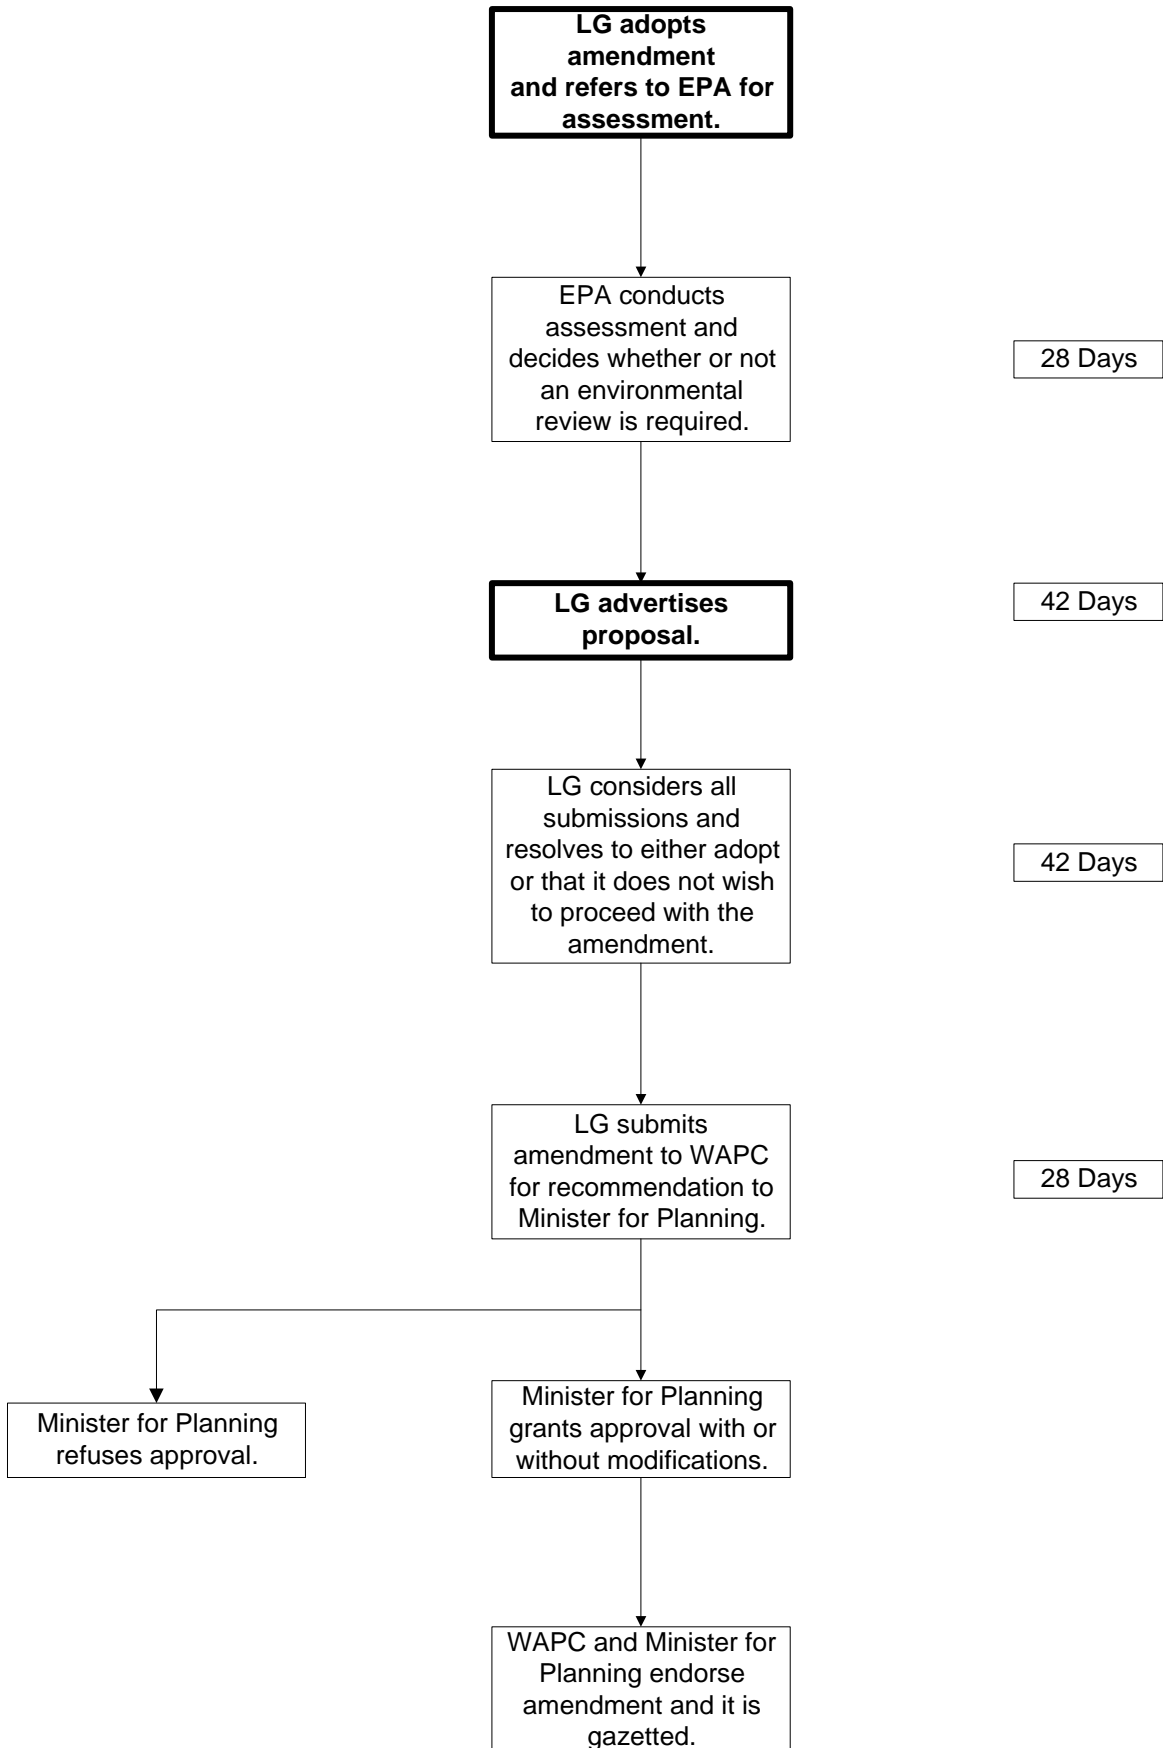 LG adopts
amendment
and refers to EPA for
assessment.
EPA conducts
assessment and
decides whether or not
an environmental
review is required.
28 Days
LG advertises
proposal.
42 Days
LG considers all
submissions and
resolves to either adopt
or that it does not wish
to proceed with the
amendment.
42 Days
LG submits
amendment to WAPC
for recommendation to
Minister for Planning.
28 Days
Minister for Planning
refuses approval.
Minister for Planning
grants approval with or
without modifications.
WAPC and Minister for
Planning endorse
amendment and it is
gazetted.